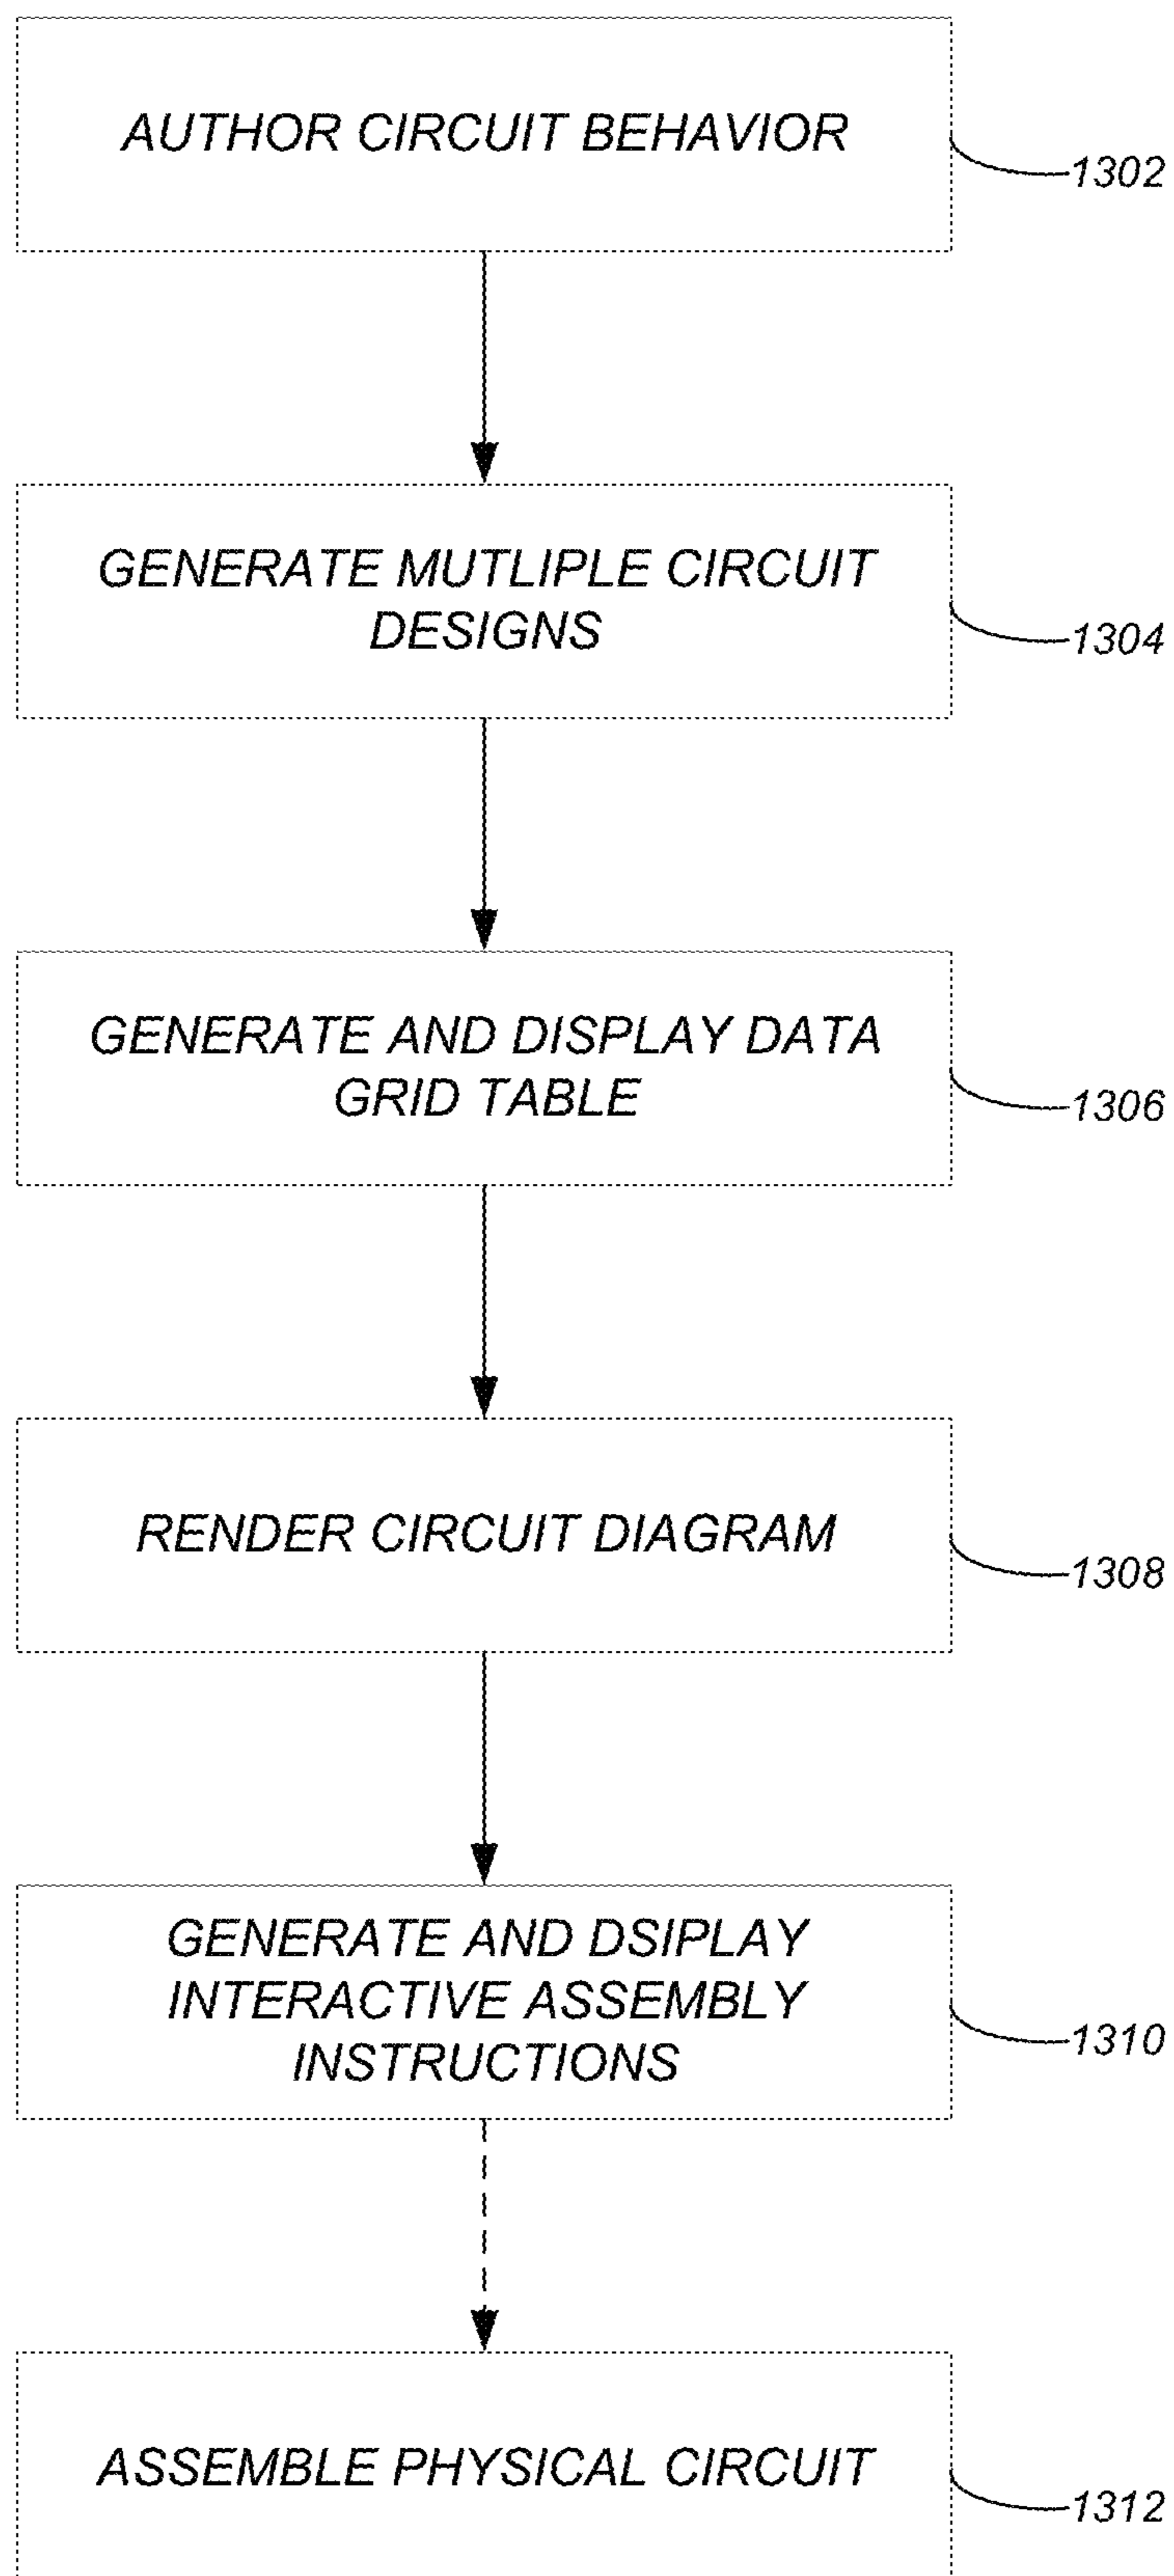 AUTHOR CIRCUIT BEHAVIOR
1302
GENERATE MUTLIPLE CIRCUIT
DESIGNS
1304
GENERATE AND DISPLAY DATA
GRID TABLE
1306
RENDER CIRCUIT DIAGRAM
1308
GENERATE AND DSIPLAY
INTERACTIVE ASSEMBLY
INSTRUCTIONS
1310
ASSEMBLE PHYSICAL CIRCUIT
1312